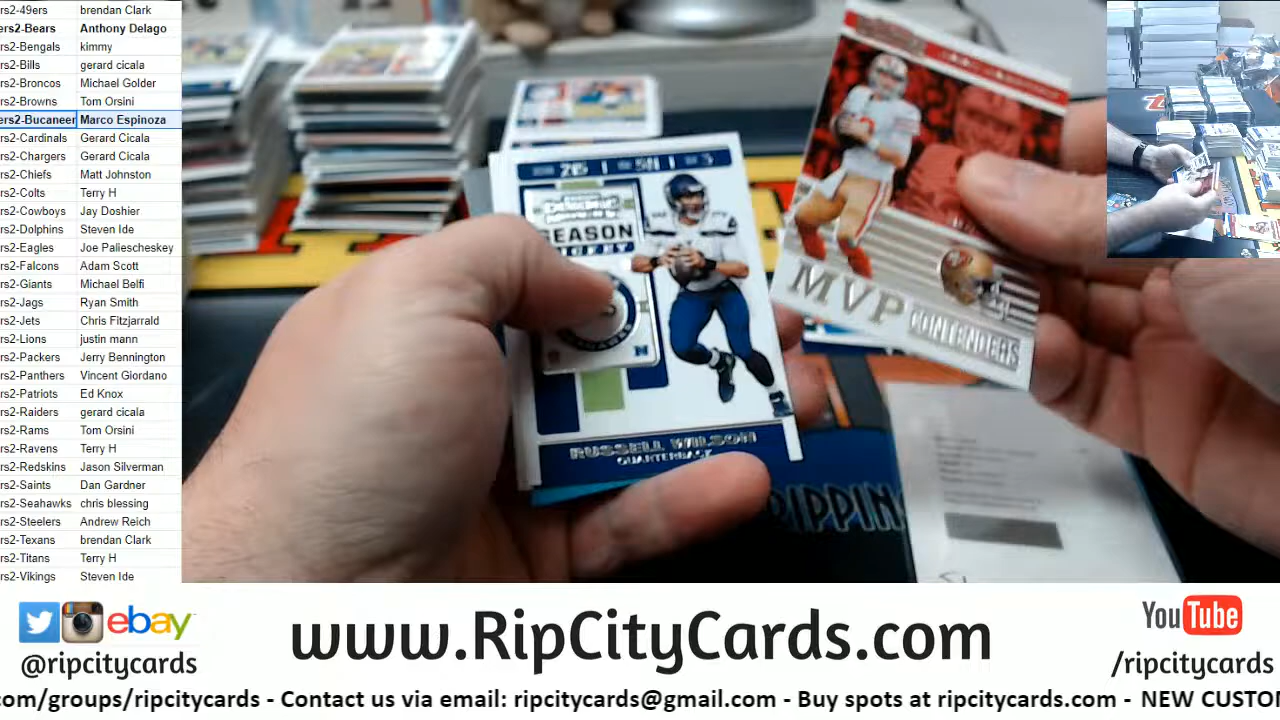 rs2-49ers brendan Clark
ers2-Bears Anthony Delago
rs2-Bengals kimmy
rs2-Bills gerard cicala
rs2-Broncos Michael Golder
rs2-Browns Tom Orsini
ers2-Bucaneer Marco Espinoza
rs2-Cardinals Gerard Cicala
rs2-Chargers Gerard Cicala
rs2-Chiefs Matt Johnston
rs2-Colts Terry H
rs2-Cowboys Jay Doshier
rs2-Dolphins Steven Ide
rs2-Eagles Joe Paliescheskey
rs2-Falcons Adam Scott
rs2-Giants Michael Belfi
rs2-Jags Ryan Smith
rs2-Jets Chris Fitzjarrald
rs2-Lions justin mann
rs2-Packers Jerry Bennington
rs2-Panthers Vincent Giordano
rs2-Patriots Ed Knox
rs2-Raiders gerard cicala
rs2-Rams Tom Orsini
rs2-Ravens Terry H
rs2-Redskins Jason Silverman
rs2-Saints Dan Gardner
rs2-Seahawks chris blessing
rs2-Steelers Andrew Reich
rs2-Texans brendan Clark
rs2-Titans Terry H
rs2-Vikings Steven Ide
SEASON
RUSSELL WILSON
QUARTERBACK
MVP CONTENDERS
RIPPIN
ebay
@ripcitycards
www.RipCityCards.com
YouTube
/ripcitycards
com/groups/ripcitycards - Contact us via email: ripcitycards@gmail.com - Buy spots at ripcitycards.com - NEW CUSTOM